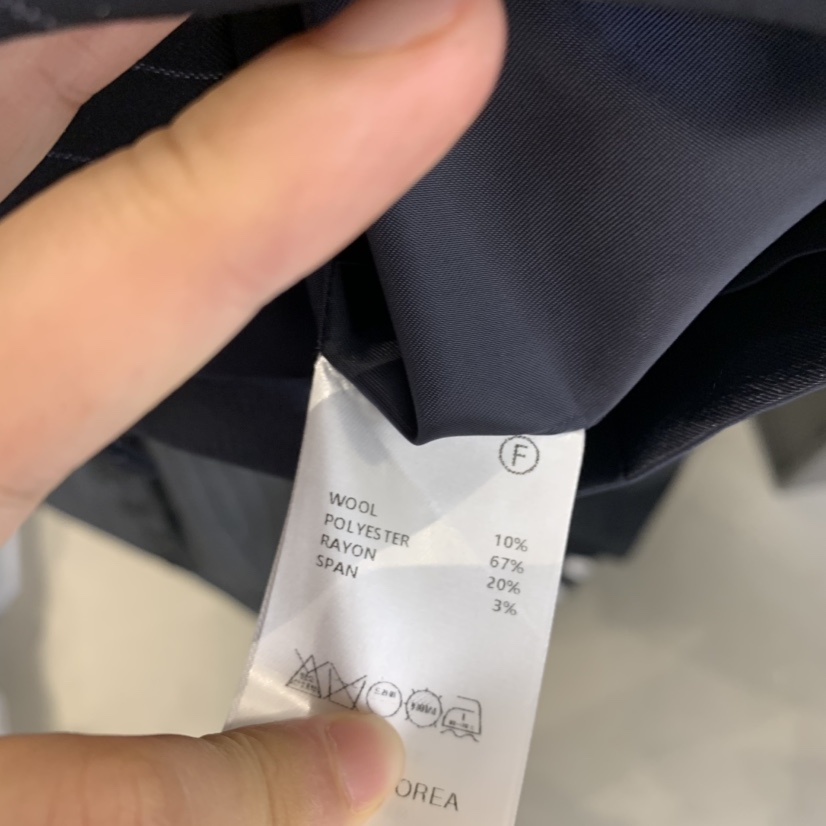 F
WOOL 10%
POLYESTER 67%
RAYON 20%
SPAN 3%
OREA